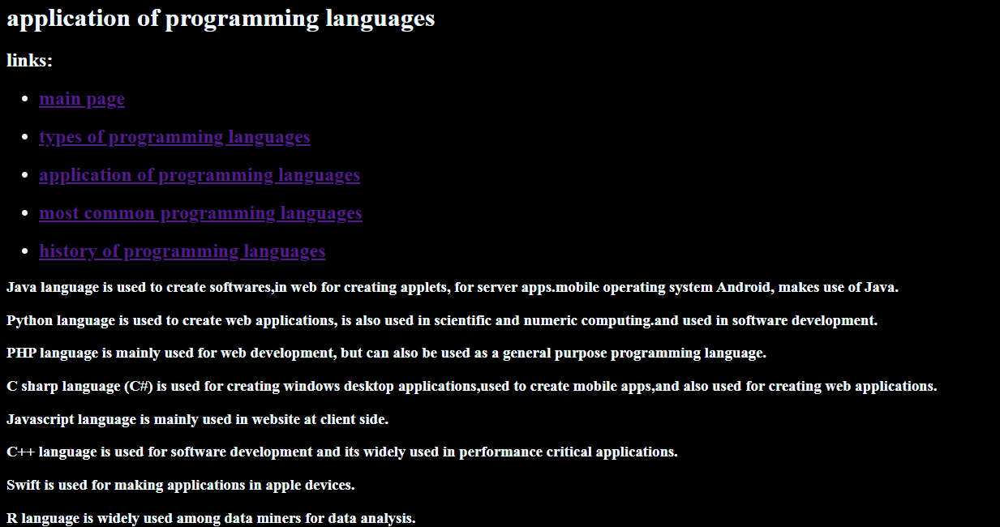 application of programming languages
links:
main page
types of programming languages
application of programming languages
most common programming languages
history of programming languages
Java language is used to create softwares,in web for creating applets, for server apps.mobile operating system Android, makes use of Java.
Python language is used to create web applications, is also used in scientific and numeric computing.and used in software development.
PHP language is mainly used for web development, but can also be used as a general purpose programming language.
C sharp language (C#) is used for creating windows desktop applications,used to create mobile apps,and also used for creating web applications.
Javascript language is mainly used in website at client side.
C++ language is used for software development and its widely used in performance critical applications.
Swift is used for making applications in apple devices.
R language is widely used among data miners for data analysis.